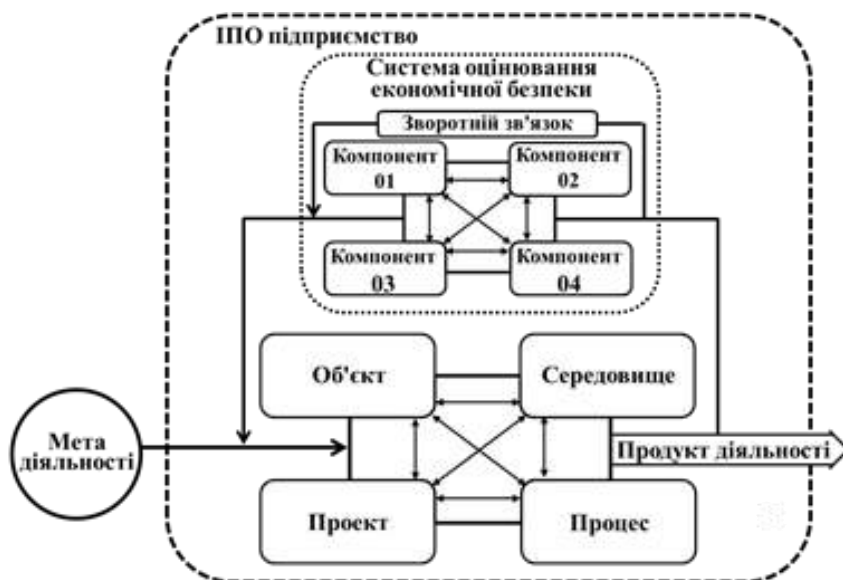 ІПО підприємство
Система оцінювання
економічної безпеки
Зворотній зв'язок
Компонент
01
Компонент
02
Компонент
03
Компонент
04
Об'єкт
Середовище
Мета
діяльності
Продукт діяльності
Проект
Процес